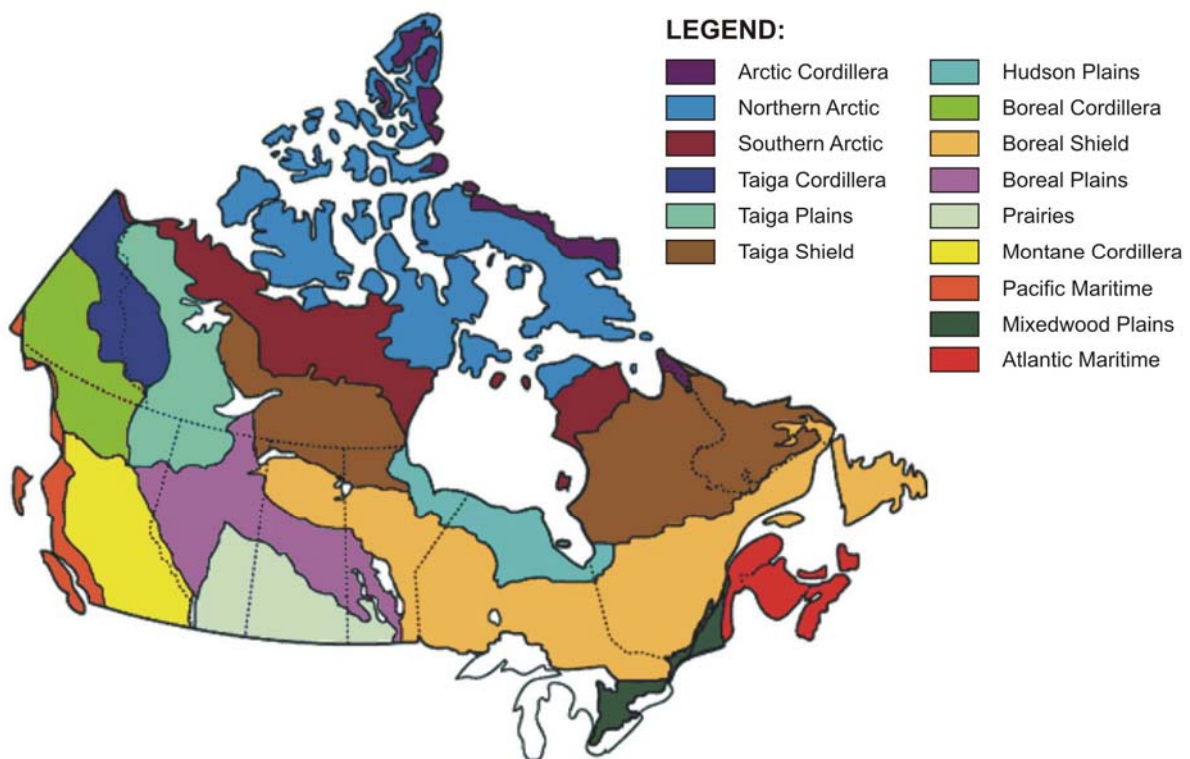 LEGEND:
Arctic Cordillera
Northern Arctic
Southern Arctic
Taiga Cordillera
Taiga Plains
Taiga Shield
Hudson Plains
Boreal Cordillera
Boreal Shield
Boreal Plains
Prairies
Montane Cordillera
Pacific Maritime
Mixedwood Plains
Atlantic Maritime